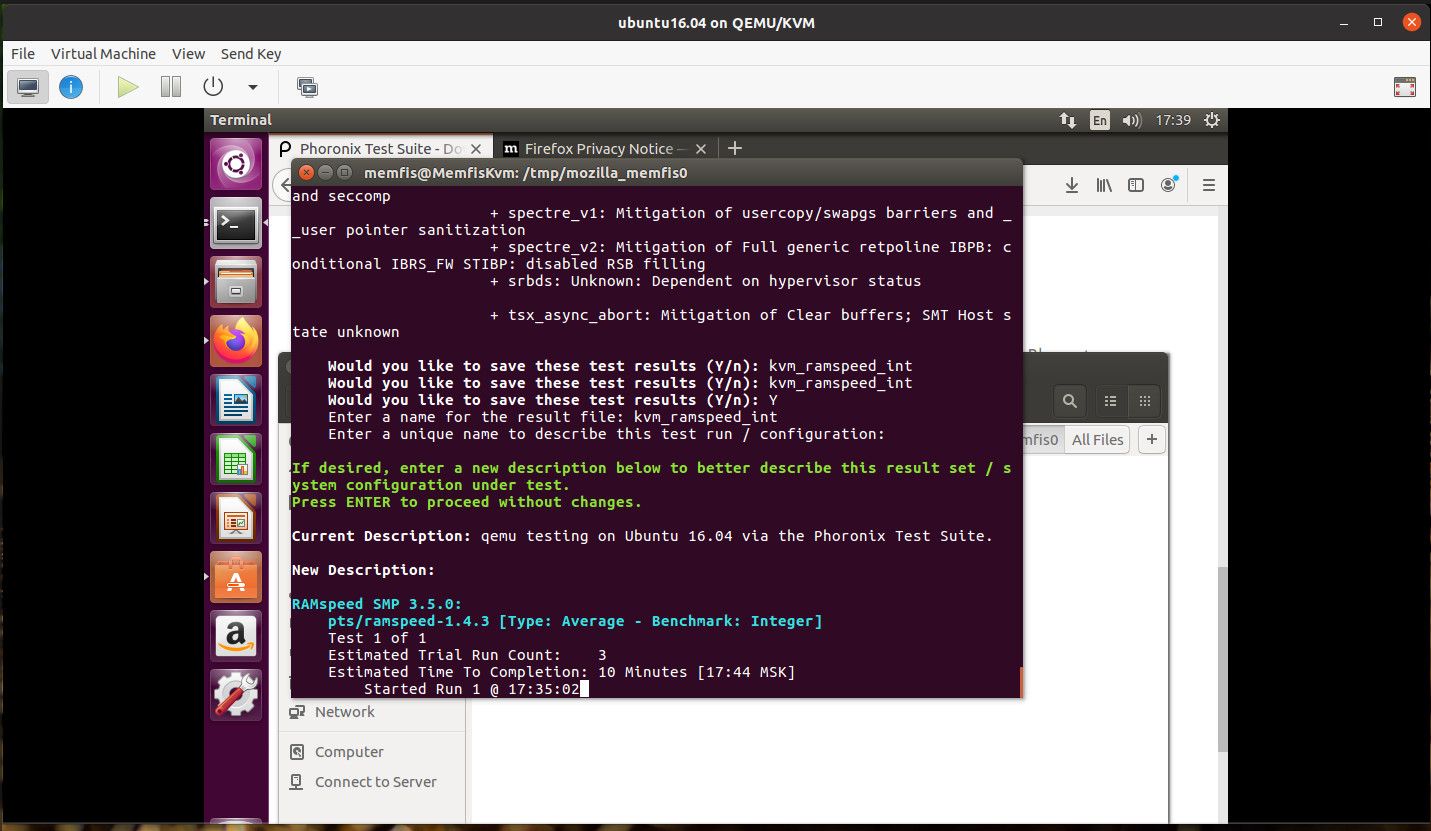 ubuntu16.04 on QEMU/KVM
File Virtual Machine View Send Key
Terminal
En
17:39
Phoronix Test Suite - Do
Firefox Privacy Notice —
memfis@MemfisKvm: /tmp/mozilla_memfis0
and seccomp
+ spectre_v1: Mitigation of usercopy/swapgs barriers and _
_user pointer sanitization
+ spectre_v2: Mitigation of Full generic retpoline IBPB: c
onditional IBRS_FW STIBP: disabled RSB filling
+ srbds: Unknown: Dependent on hypervisor status
+ tsx_async_abort: Mitigation of Clear buffers; SMT Host s
tate unknown
Would you like to save these test results (Y/n): kvm_ramspeed_int
Would you like to save these test results (Y/n): kvm_ramspeed_int
Would you like to save these test results (Y/n): Y
Enter a name for the result file: kvm_ramspeed_int
Enter a unique name to describe this test run / configuration:
If desired, enter a new description below to better describe this result set / s
ystem configuration under test.
Press ENTER to proceed without changes.
Current Description: qemu testing on Ubuntu 16.04 via the Phoronix Test Suite.
New Description:
RAMspeed SMP 3.5.0:
pts/ramspeed-1.4.3 [Type: Average - Benchmark: Integer]
Test 1 of 1
Estimated Trial Run Count: 3
Estimated Time To Completion: 10 Minutes [17:44 MSK]
Started Run 1 @ 17:35:02
mfis0
All Files
Network
Computer
Connect to Server